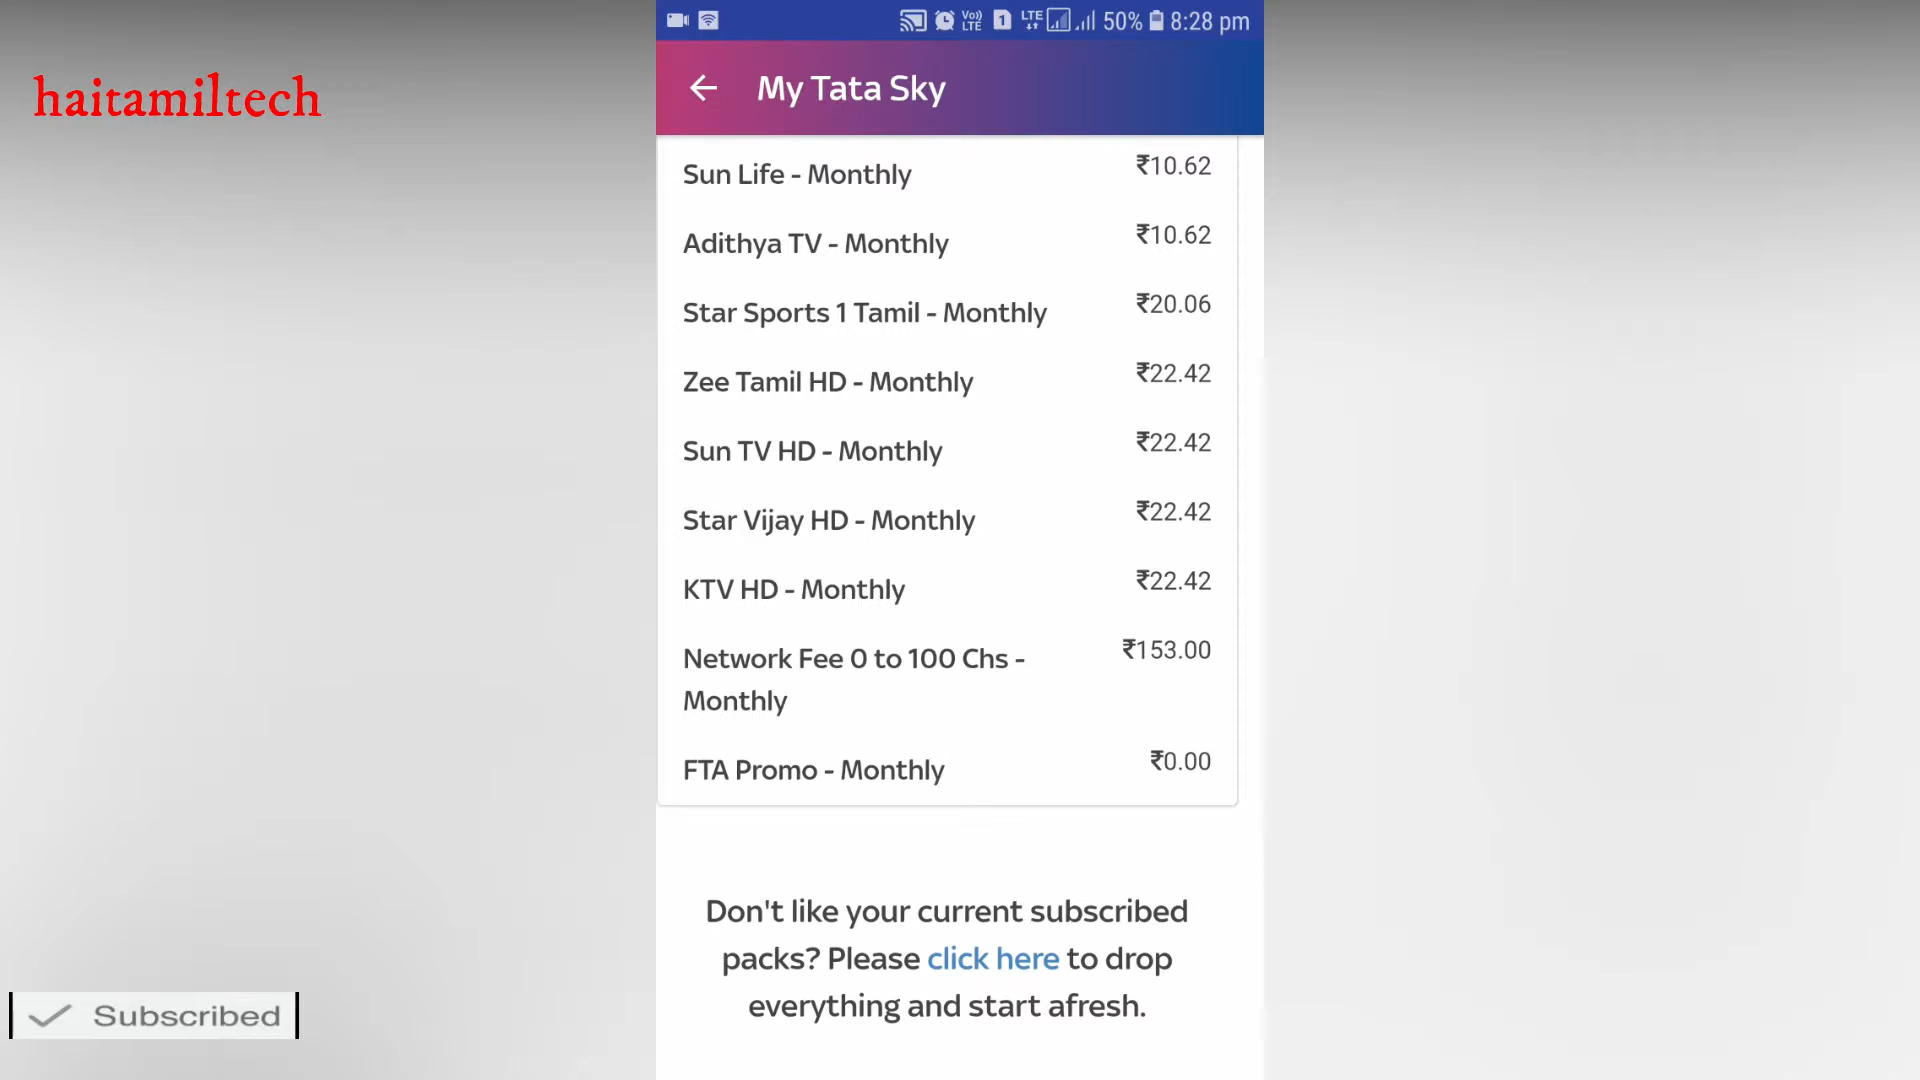 haitamiltech
Vo))
LTE
1
LTE
50%
8:28 pm
My Tata Sky
Sun Life - Monthly ₹10.62
Adithya TV - Monthly ₹10.62
Star Sports 1 Tamil - Monthly ₹20.06
Zee Tamil HD - Monthly ₹22.42
Sun TV HD - Monthly ₹22.42
Star Vijay HD - Monthly ₹22.42
KTV HD - Monthly ₹22.42
Network Fee 0 to 100 Chs - ₹153.00
Monthly
FTA Promo - Monthly ₹0.00
Don't like your current subscribed
packs? Please click here to drop
everything and start afresh.
Subscribed